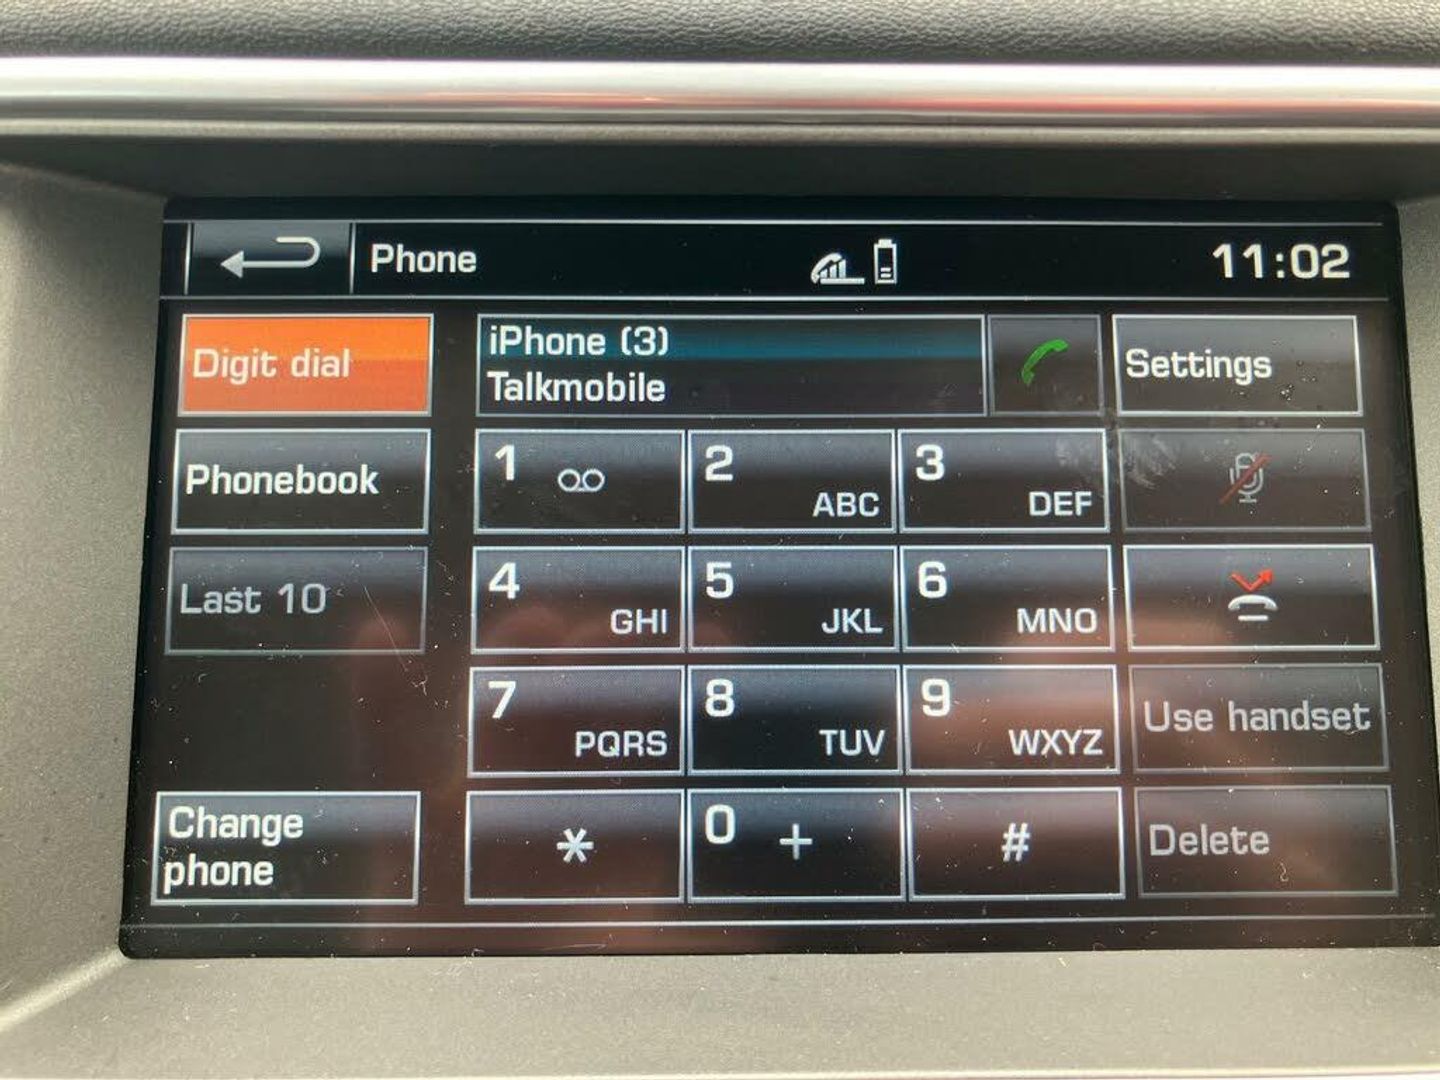 Phone
11:02
Digit dial
iPhone (3)
Talkmobile
Settings
Phonebook
1
2 ABC
3 DEF
Last 10
4 GHI
5 JKL
6 MNO
7 PQRS
8 TUV
9 WXYZ
Use handset
Change
phone
*
0 +
#
Delete